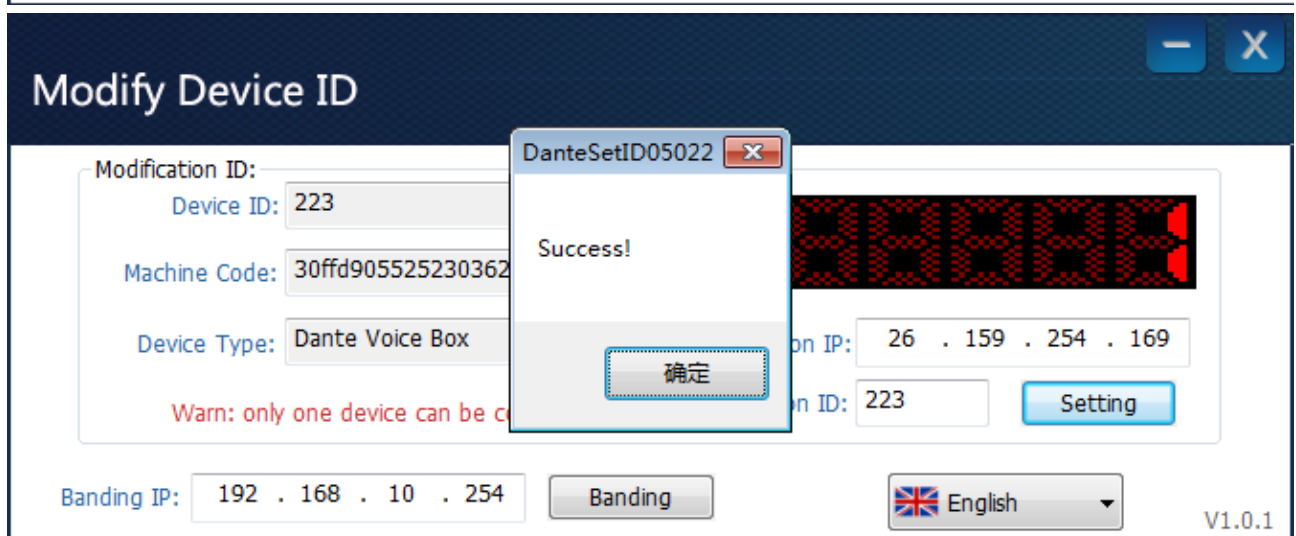 Modify Device ID
DanteSetID05022
Modification ID:
Device ID: 223
Success!
Machine Code: 30ffd905525230362
Device Type: Dante Voice Box
on IP: 26 . 159 . 254 . 169
确定
Warn: only one device can be
n ID: 223
Setting
Banding IP: 192 . 168 . 10 . 254
Banding
English
V1.0.1